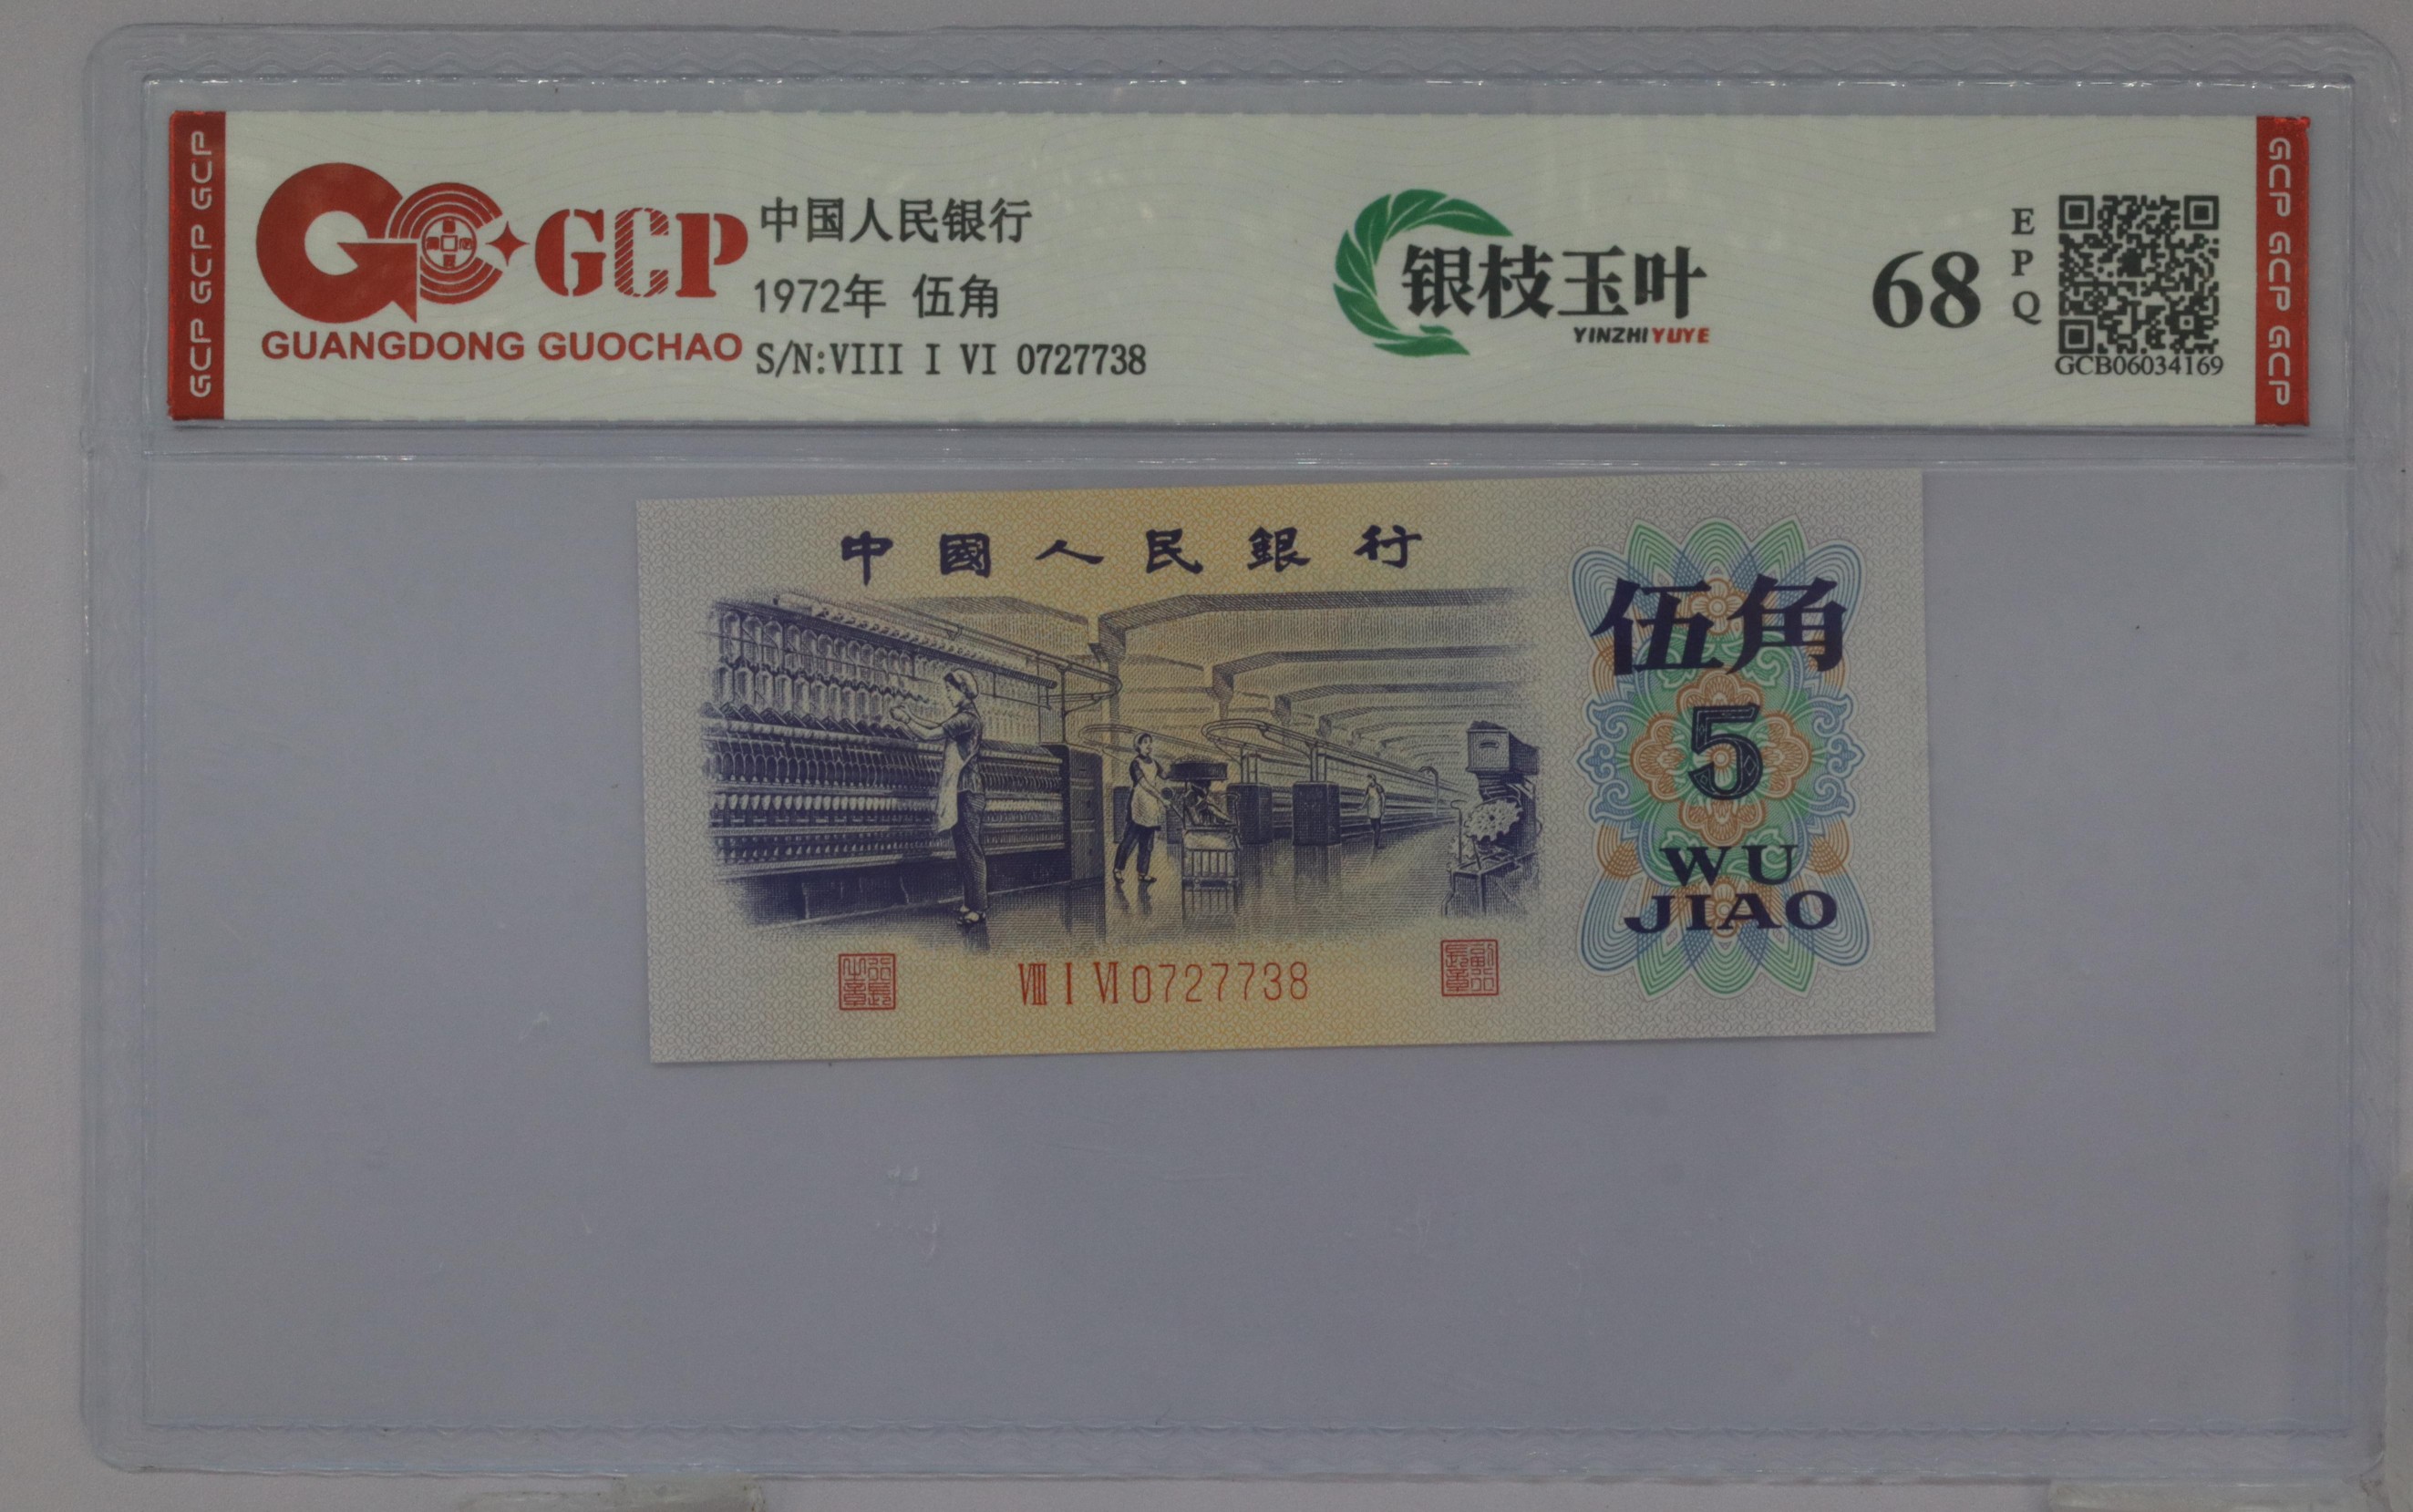 GCP GCP GCP
GCP
GUANGDONG GUOCHAO
中国人民银行
1972年 伍角
S/N:VIII I VI 0727738
银枝玉叶
YINZHIYUYE
68
EPQ
GCB06034169
GCP GCP GCP
中國人民銀行
伍角
5
WU
JIAO
VIII I VI 0727738